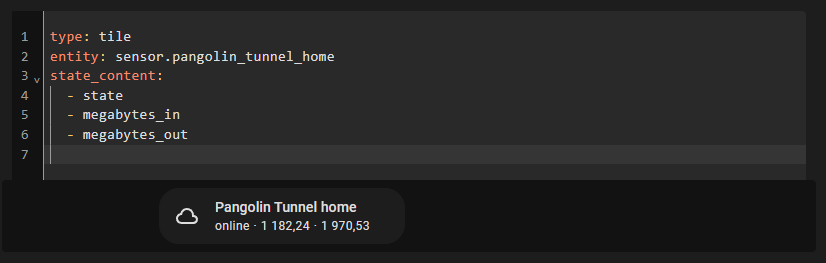 1 type: tile
2 entity: sensor.pangolin_tunnel_home
3 state_content:
4 - state
5 - megabytes_in
6 - megabytes_out
7
Pangolin Tunnel home
online · 1 182,24 · 1 970,53